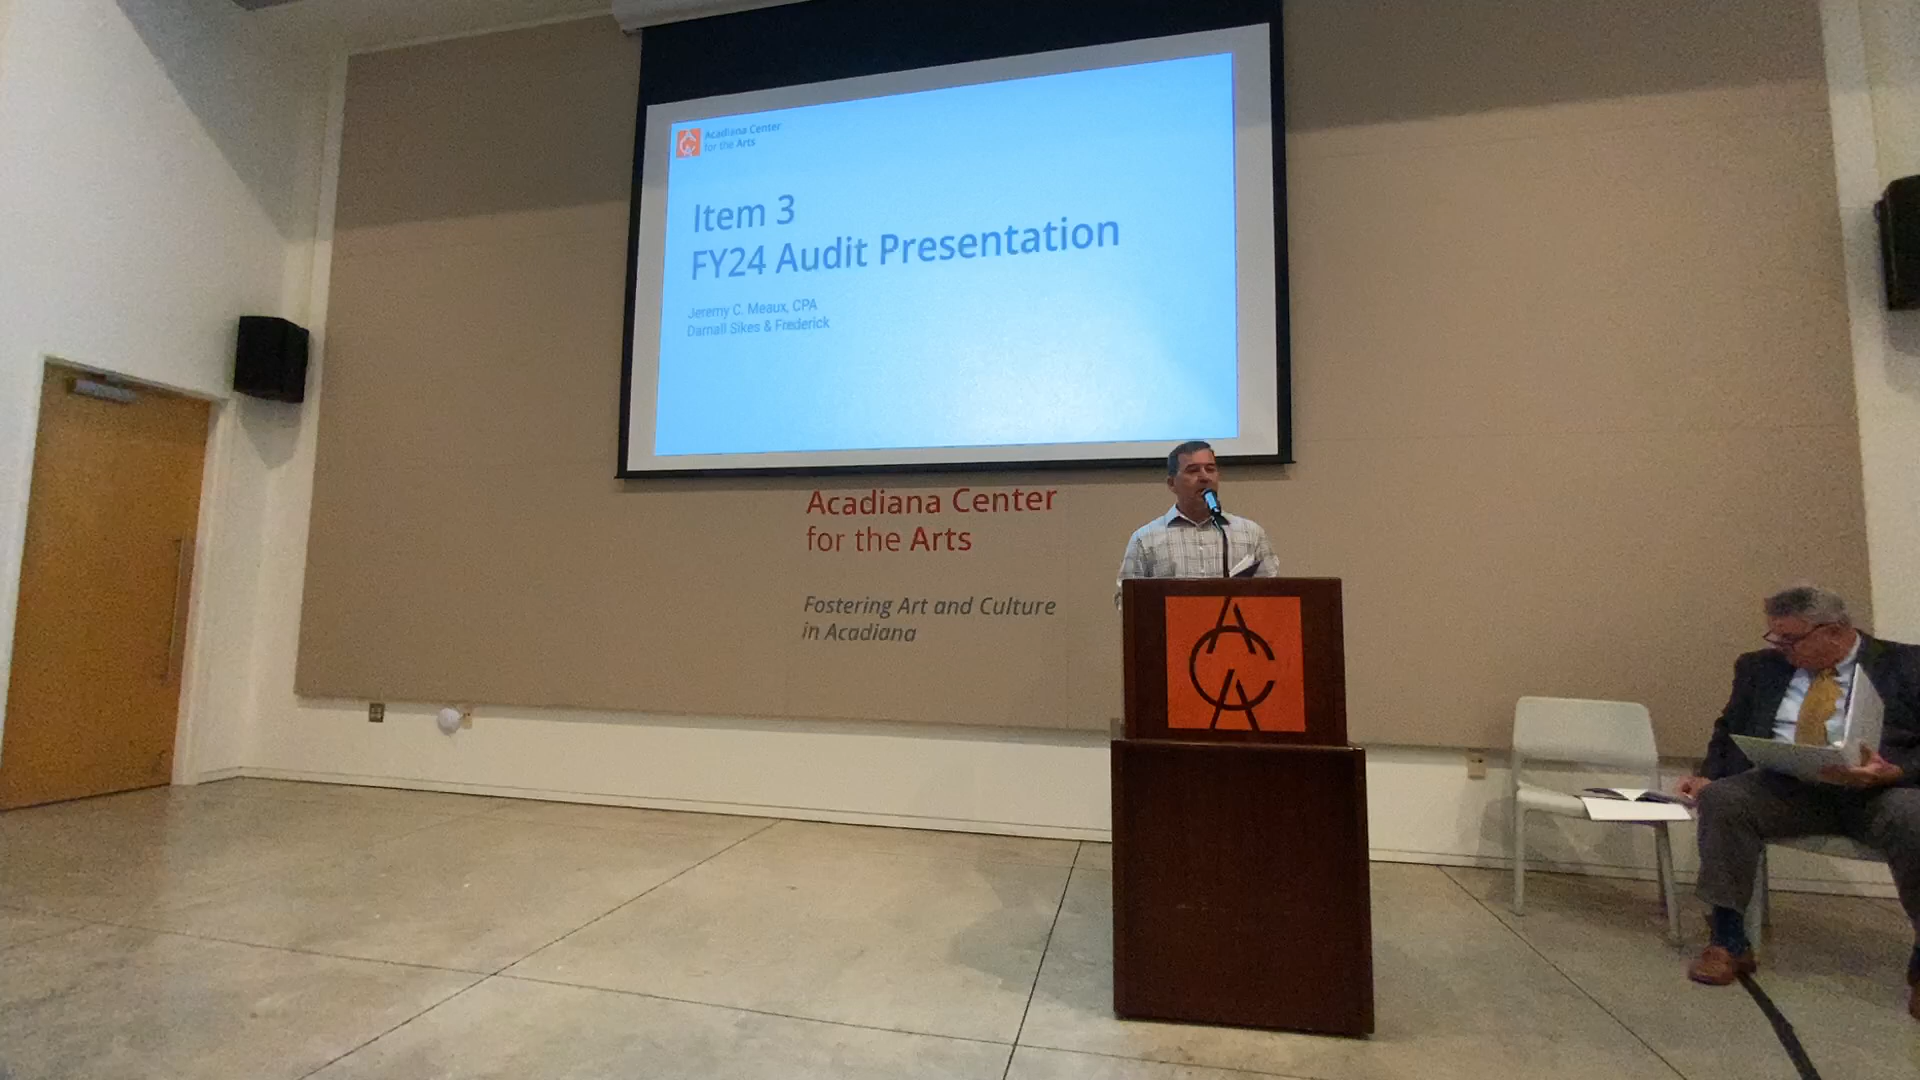 Acadiana Center
for the Arts
Item 3
FY24 Audit Presentation
Jeremy C. Meaux, CPA
Darnall Sikes & Frederick
Acadiana Center
for the Arts
Fostering Art and Culture
in Acadiana
ACA